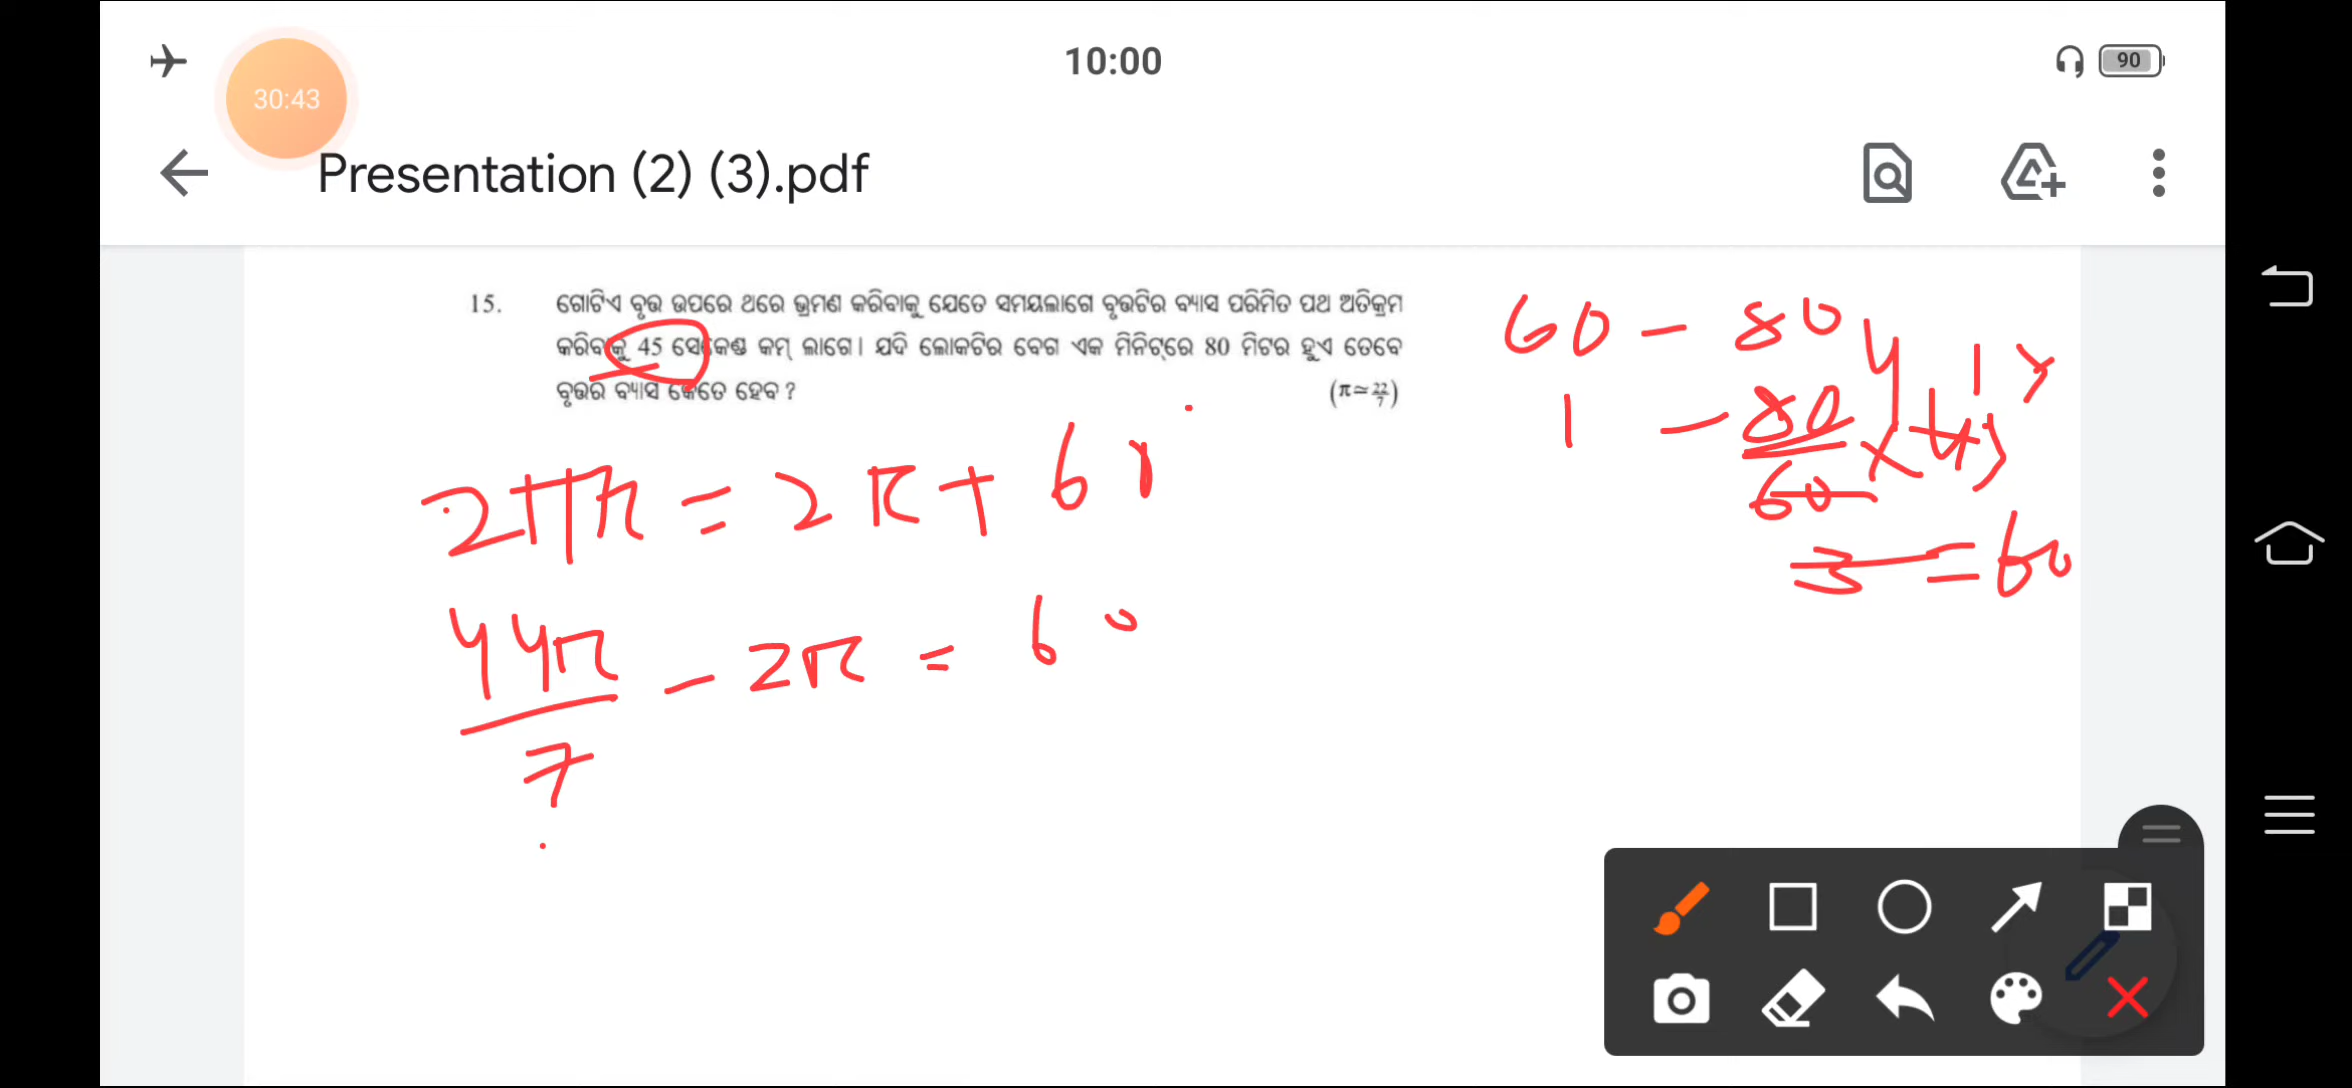 10:00
90
30:43
Presentation (2) (3).pdf
15. ଗୋଟିଏ ବୃତ୍ତ ଉପରେ ଥରେ ଭ୍ରମଣ କରିବାକୁ ଯେତେ ସମୟଲାଗେ ବୃତ୍ତଟିର ବ୍ୟାସ ପରିମିତ ପଥ ଅତିକ୍ରମ
କରିବାକୁ 45 ସେକେଣ୍ଡ କମ୍ ଲାଗେ। ଯଦି ଲୋକଟିର ବେଗ ଏକ ମିନିଟ୍‌ରେ 80 ମିଟର ହୁଏ ତେବେ
ବୃତ୍ତର ବ୍ୟାସ କେତେ ହେବ ? (π≃22/7)
60 – 80
1 – 80/60 × 45
= 60
2πr = 2r + 60
44r/7 – 2r = 60